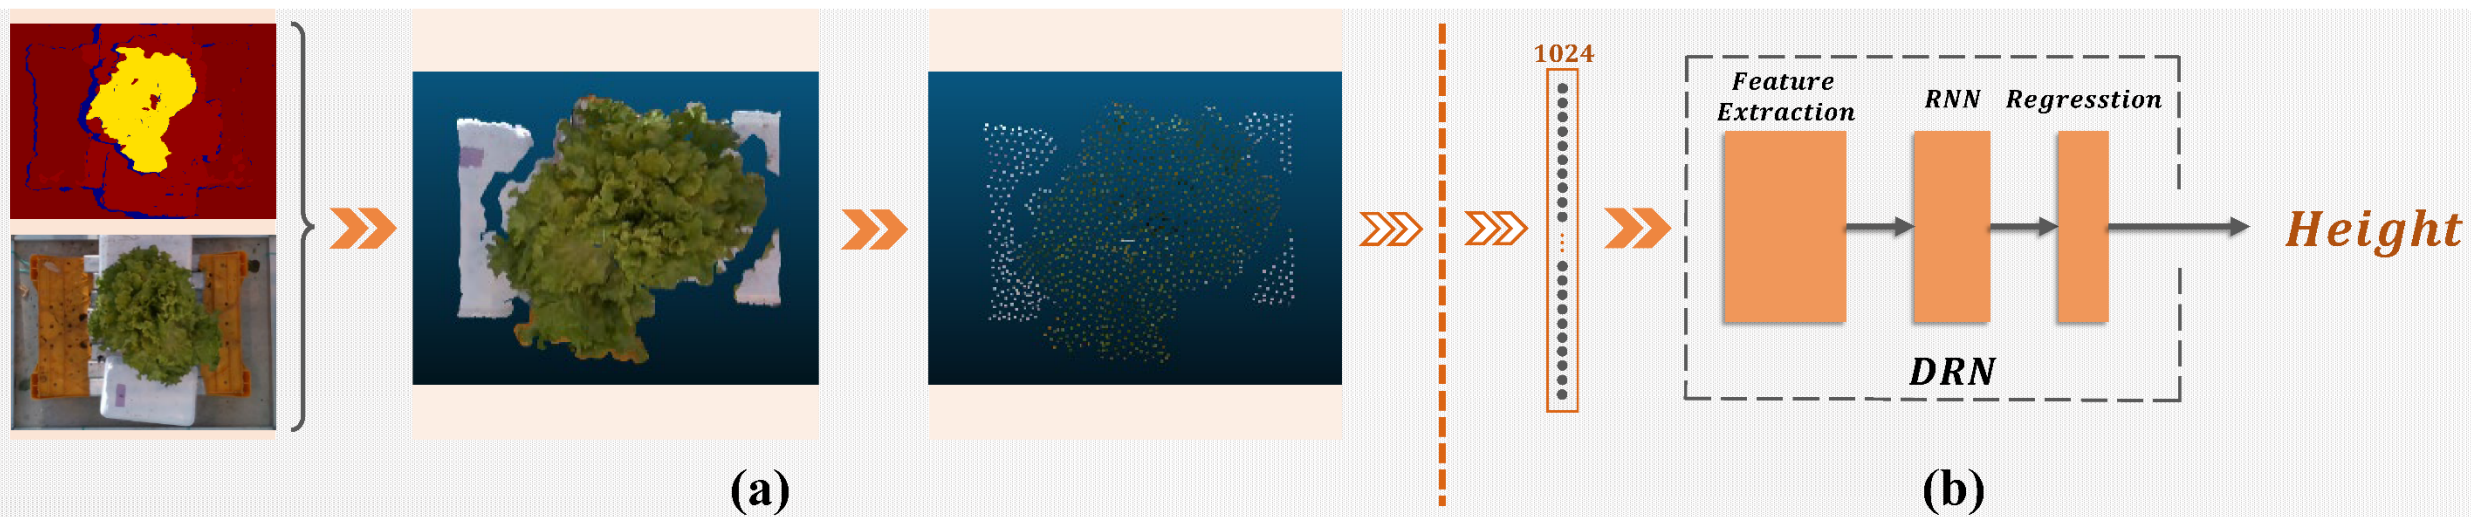 1024
Feature
Extraction
RNN
Regresstion
DRN
Height
(a)
(b)